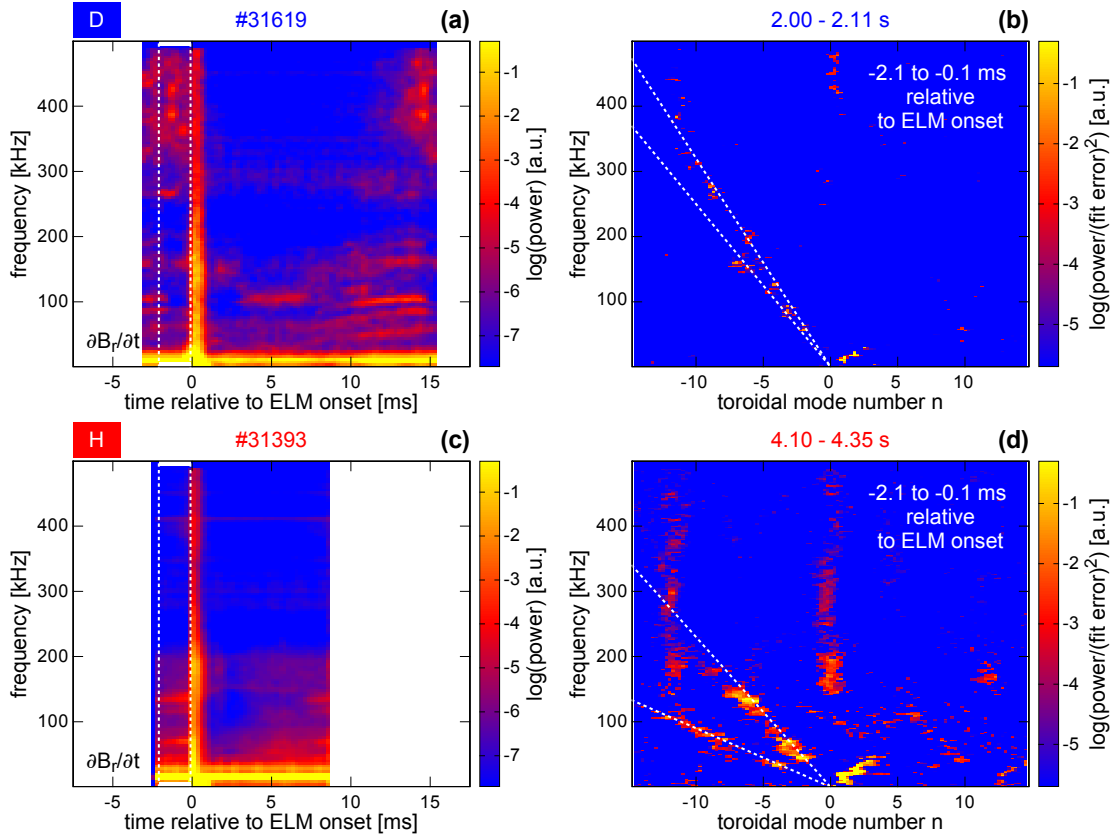 D
#31619
(a)
frequency [kHz]
400
300
200
100
∂Br/∂t
-5
0
5
10
15
time relative to ELM onset [ms]
-1
-2
-3
-4
-5
-6
-7
log(power) [a.u.]
2.00 - 2.11 s
(b)
frequency [kHz]
400
300
200
100
-2.1 to -0.1 ms
relative
to ELM onset
-10
-5
0
5
10
toroidal mode number n
-1
-2
-3
-4
-5
log(power/(fit error)²) [a.u.]
H
#31393
(c)
frequency [kHz]
400
300
200
100
∂Br/∂t
-5
0
5
10
15
time relative to ELM onset [ms]
-1
-2
-3
-4
-5
-6
-7
log(power) [a.u.]
4.10 - 4.35 s
(d)
frequency [kHz]
400
300
200
100
-2.1 to -0.1 ms
relative
to ELM onset
-10
-5
0
5
10
toroidal mode number n
-1
-2
-3
-4
-5
log(power/(fit error)²) [a.u.]